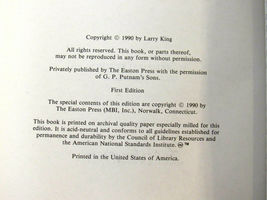 Copyright © 1990 by Larry King
All rights reserved. This book, or parts thereof,
may not be reproduced in any form without permission.
Privately published by The Easton Press with the permission
of G. P. Putnam's Sons.
First Edition
The special contents of this edition are copyright © 1990 by
The Easton Press (MBI, Inc.), Norwalk, Connecticut.
This book is printed on archival quality paper especially milled for this
edition. It is acid-neutral and conforms to all guidelines established for
permanence and durability by the Council of Library Resources and
the American National Standards Institute. ♾™
Printed in the United States of America.